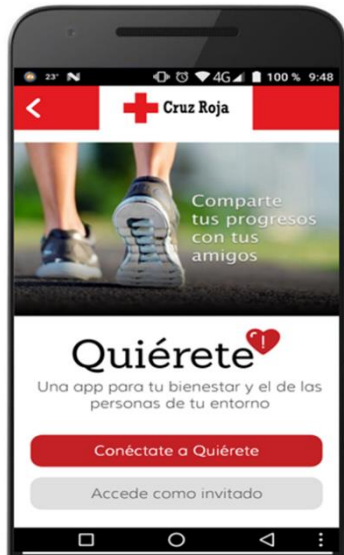 23° 4G 100 % 9:48
Cruz Roja
Comparte
tus progresos
con tus
amigos
Quiérete
Una app para tu bienestar y el de las
personas de tu entorno
Conéctate a Quiérete
Accede como invitado